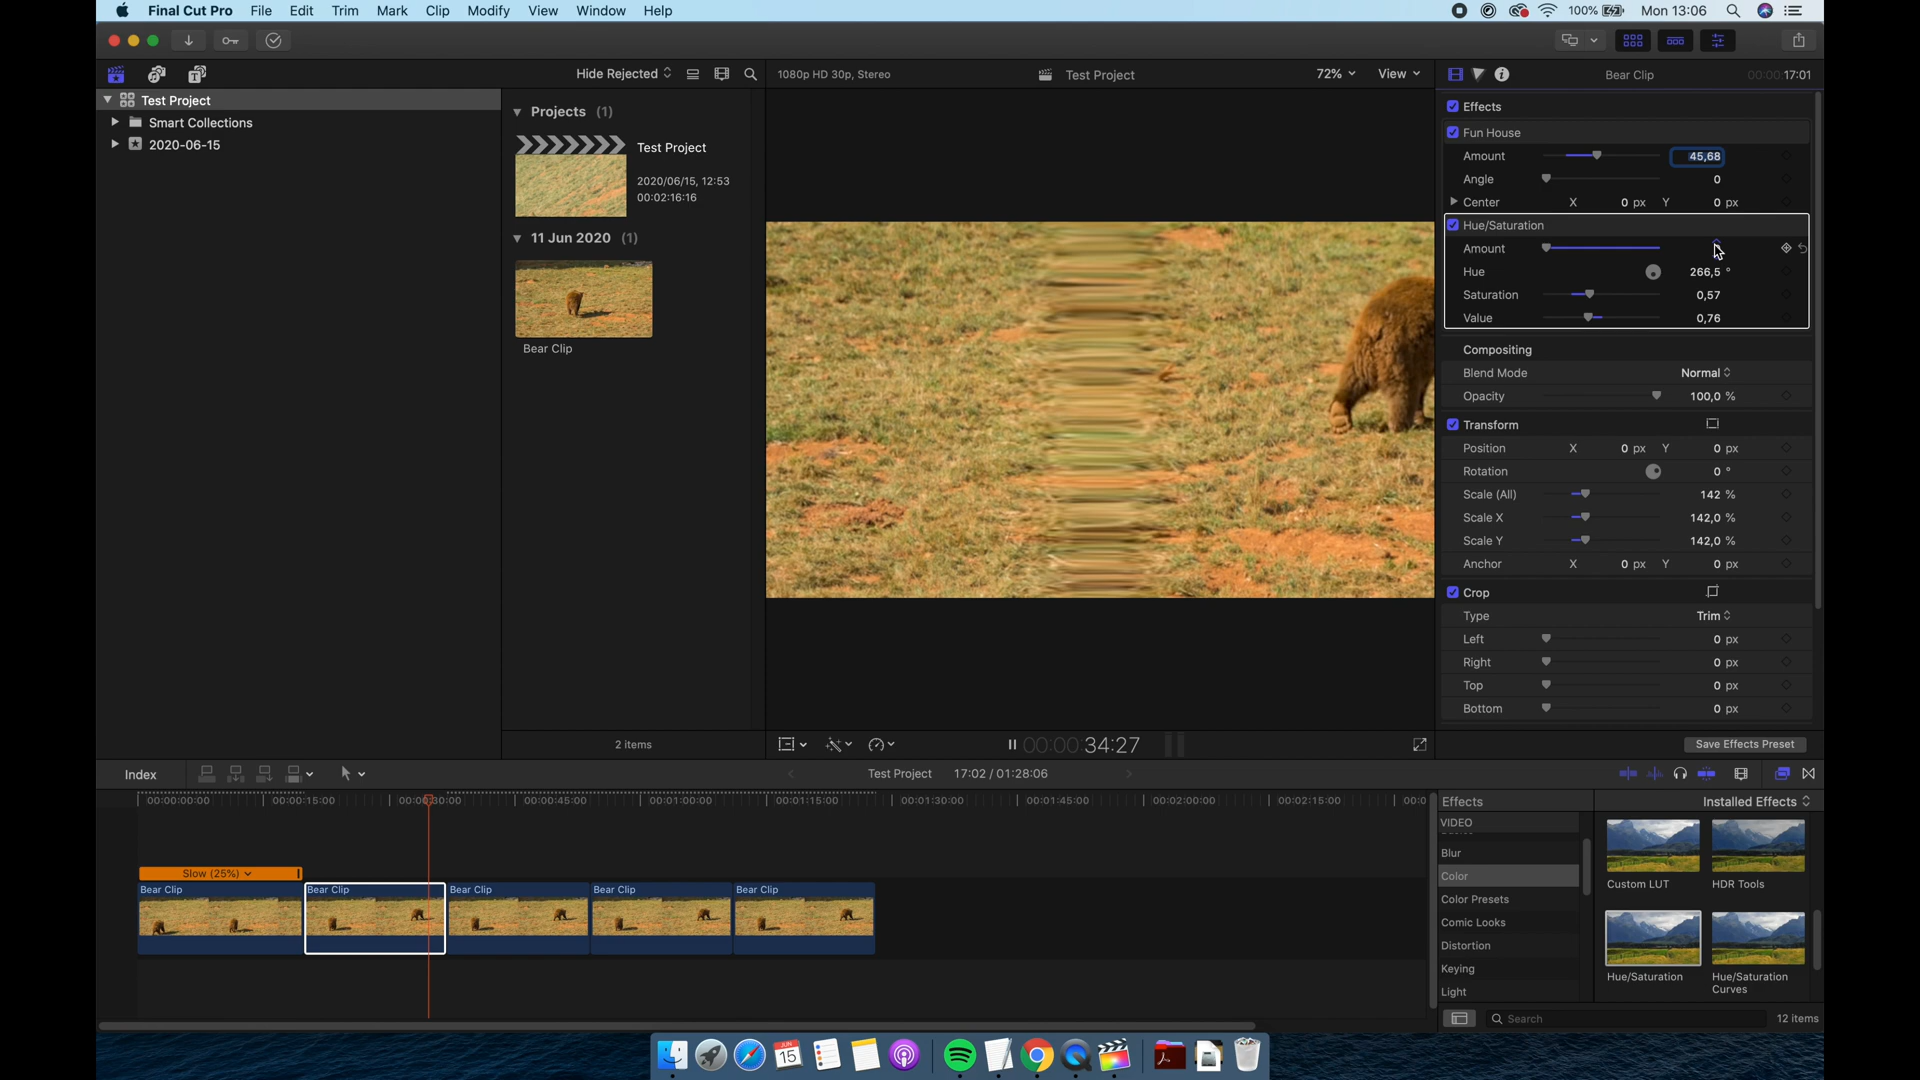 Final Cut Pro File Edit Trim Mark Clip Modify View Window Help 100% Mon 13:06
Hide Rejected 1080p HD 30p, Stereo Test Project 72% View Bear Clip 00:00:17:01
Test Project
Smart Collections
2020-06-15
Projects (1)
Test Project
2020/06/15, 12:53
00:02:16:16
11 Jun 2020 (1)
Bear Clip
2 items
00:00:34:27
Effects
Fun House
Amount 45,68
Angle 0
Center X 0 px Y 0 px
Hue/Saturation
Amount
Hue 266,5 °
Saturation 0,57
Value 0,76
Compositing
Blend Mode Normal
Opacity 100,0 %
Transform
Position X 0 px Y 0 px
Rotation 0 °
Scale (All) 142 %
Scale X 142,0 %
Scale Y 142,0 %
Anchor X 0 px Y 0 px
Crop
Type Trim
Left 0 px
Right 0 px
Top 0 px
Bottom 0 px
Save Effects Preset
Index Test Project 17:02 / 01:28:06
00:00:00:00 00:00:15:00 00:00:30:00 00:00:45:00 00:01:00:00 00:01:15:00 00:01:30:00 00:01:45:00 00:02:00:00 00:02:15:00 00:0
Slow (25%)
Bear Clip Bear Clip Bear Clip Bear Clip Bear Clip
Effects Installed Effects
VIDEO
Blur
Color
Color Presets
Comic Looks
Distortion
Keying
Light
Custom LUT HDR Tools
Hue/Saturation Hue/Saturation
Curves
Search 12 items
JUN
15